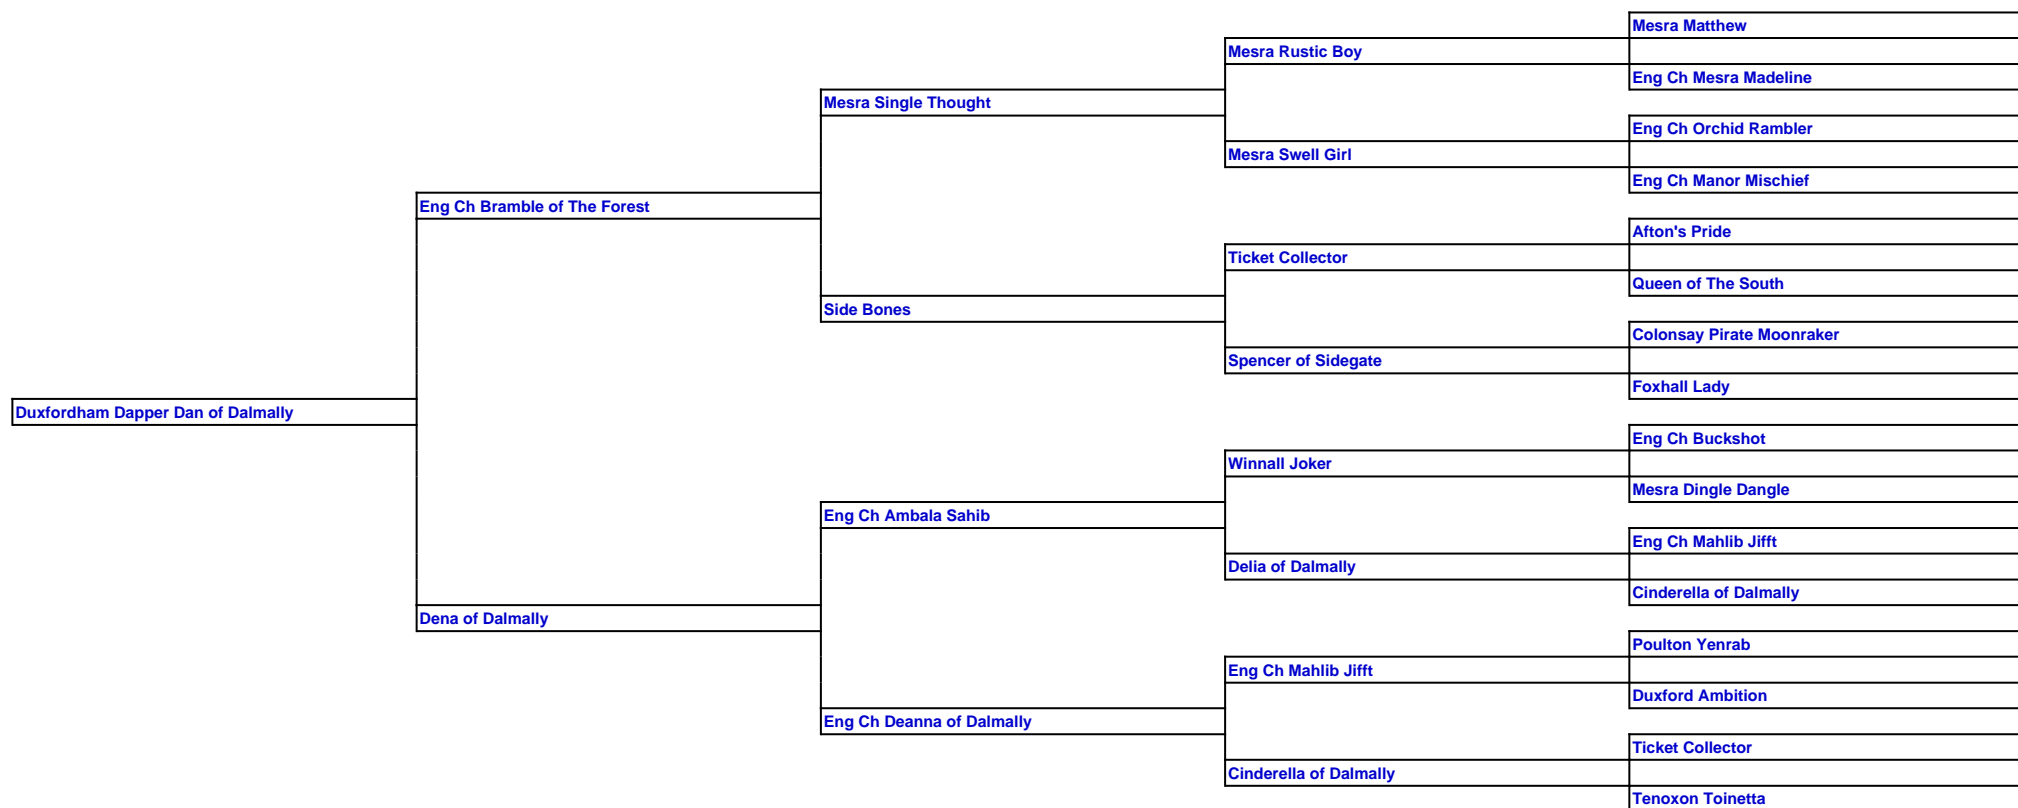 Mesra Matthew
Mesra Rustic Boy
Eng Ch Mesra Madeline
Mesra Single Thought
Eng Ch Orchid Rambler
Mesra Swell Girl
Eng Ch Manor Mischief
Eng Ch Bramble of The Forest
Afton's Pride
Ticket Collector
Queen of The South
Side Bones
Colonsay Pirate Moonraker
Spencer of Sidegate
Foxhall Lady
Duxfordham Dapper Dan of Dalmally
Eng Ch Buckshot
Winnall Joker
Mesra Dingle Dangle
Eng Ch Ambala Sahib
Eng Ch Mahlib Jifft
Delia of Dalmally
Cinderella of Dalmally
Dena of Dalmally
Poulton Yenrab
Eng Ch Mahlib Jifft
Duxford Ambition
Eng Ch Deanna of Dalmally
Ticket Collector
Cinderella of Dalmally
Tenoxon Toinetta